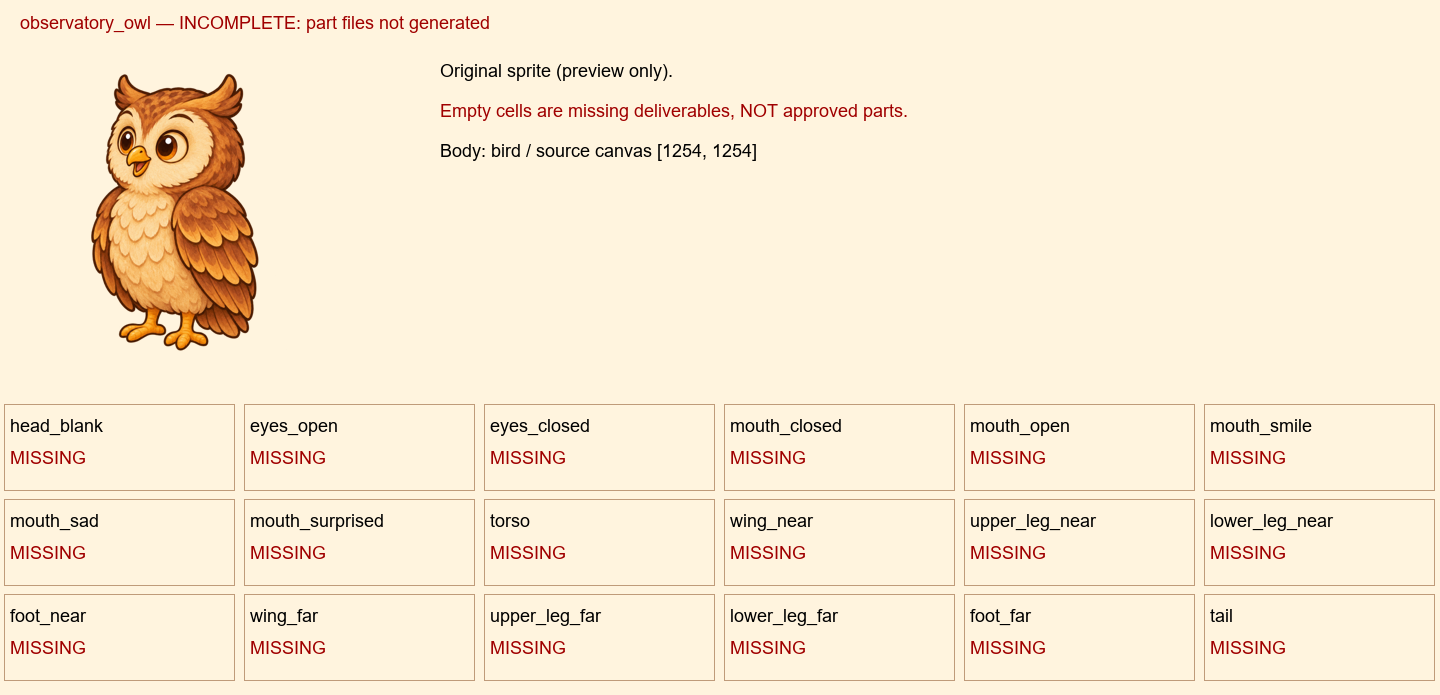 observatory_owl — INCOMPLETE: part files not generated
Original sprite (preview only).
Empty cells are missing deliverables, NOT approved parts.
Body: bird / source canvas [1254, 1254]
head_blank
MISSING
eyes_open
MISSING
eyes_closed
MISSING
mouth_closed
MISSING
mouth_open
MISSING
mouth_smile
MISSING
mouth_sad
MISSING
mouth_surprised
MISSING
torso
MISSING
wing_near
MISSING
upper_leg_near
MISSING
lower_leg_near
MISSING
foot_near
MISSING
wing_far
MISSING
upper_leg_far
MISSING
lower_leg_far
MISSING
foot_far
MISSING
tail
MISSING